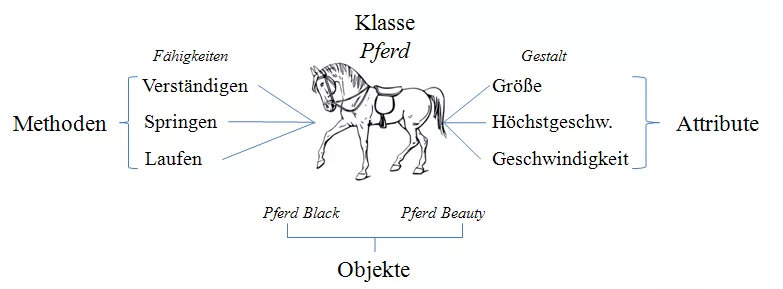 Klasse
Pferd
Fähigkeiten
Gestalt
Verständigen
Größe
Methoden
Springen
Höchstgeschw.
Attribute
Laufen
Geschwindigkeit
Pferd Black
Pferd Beauty
Objekte